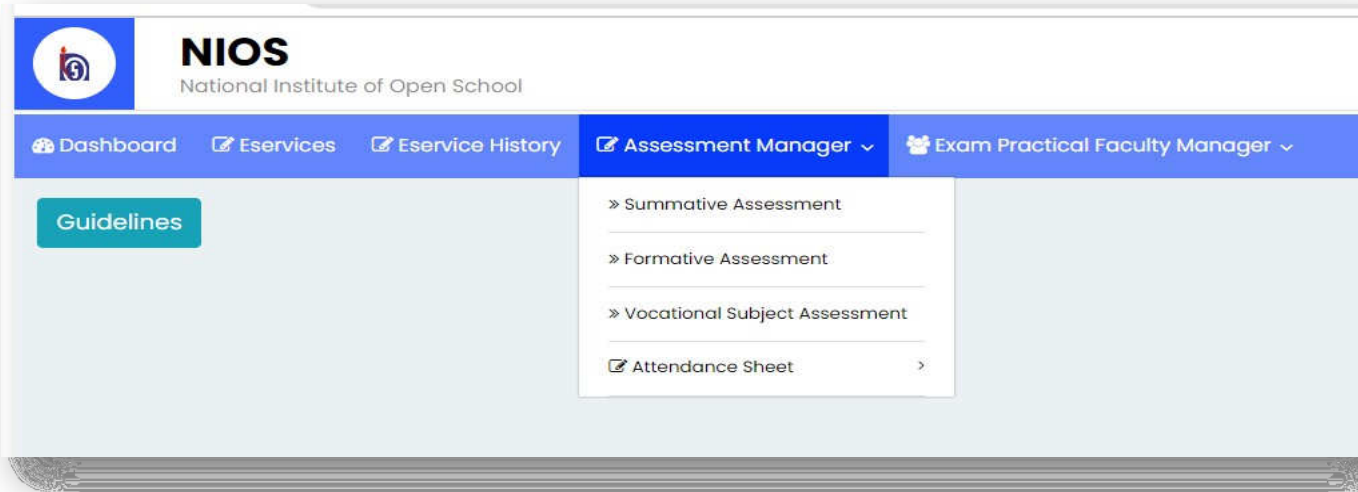 NIOS
National Institute of Open School
Dashboard Eservices Eservice History Assessment Manager Exam Practical Faculty Manager
Guidelines
» Summative Assessment
» Formative Assessment
» Vocational Subject Assessment
Attendance Sheet >